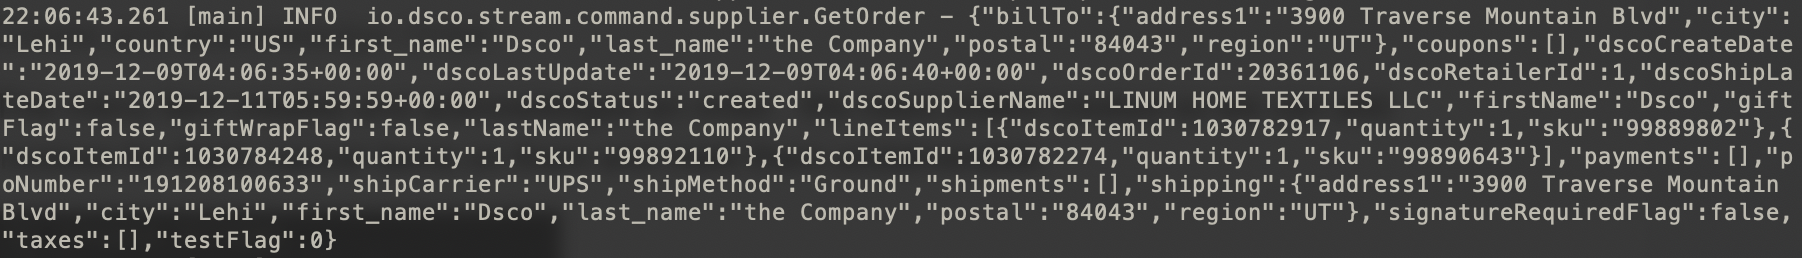 22:06:43.261 [main] INFO  io.dsco.stream.command.supplier.GetOrder – {"billTo":{"address1":"3900 Traverse Mountain Blvd","city":
"Lehi","country":"US","first_name":"Dsco","last_name":"the Company","postal":"84043","region":"UT"},"coupons":[],"dscoCreateDate
":"2019-12-09T04:06:35+00:00","dscoLastUpdate":"2019-12-09T04:06:40+00:00","dscoOrderId":20361106,"dscoRetailerId":1,"dscoShipLa
teDate":"2019-12-11T05:59:59+00:00","dscoStatus":"created","dscoSupplierName":"LINUM HOME TEXTILES LLC","firstName":"Dsco","gift
Flag":false,"giftWrapFlag":false,"lastName":"the Company","lineItems":[{"dscoItemId":1030782917,"quantity":1,"sku":"99889802"},{
"dscoItemId":1030784248,"quantity":1,"sku":"99892110"},{"dscoItemId":1030782274,"quantity":1,"sku":"99890643"}],"payments":[],"p
oNumber":"191208100633","shipCarrier":"UPS","shipMethod":"Ground","shipments":[],"shipping":{"address1":"3900 Traverse Mountain
Blvd","city":"Lehi","first_name":"Dsco","last_name":"the Company","postal":"84043","region":"UT"},"signatureRequiredFlag":false,
"taxes":[],"testFlag":0}